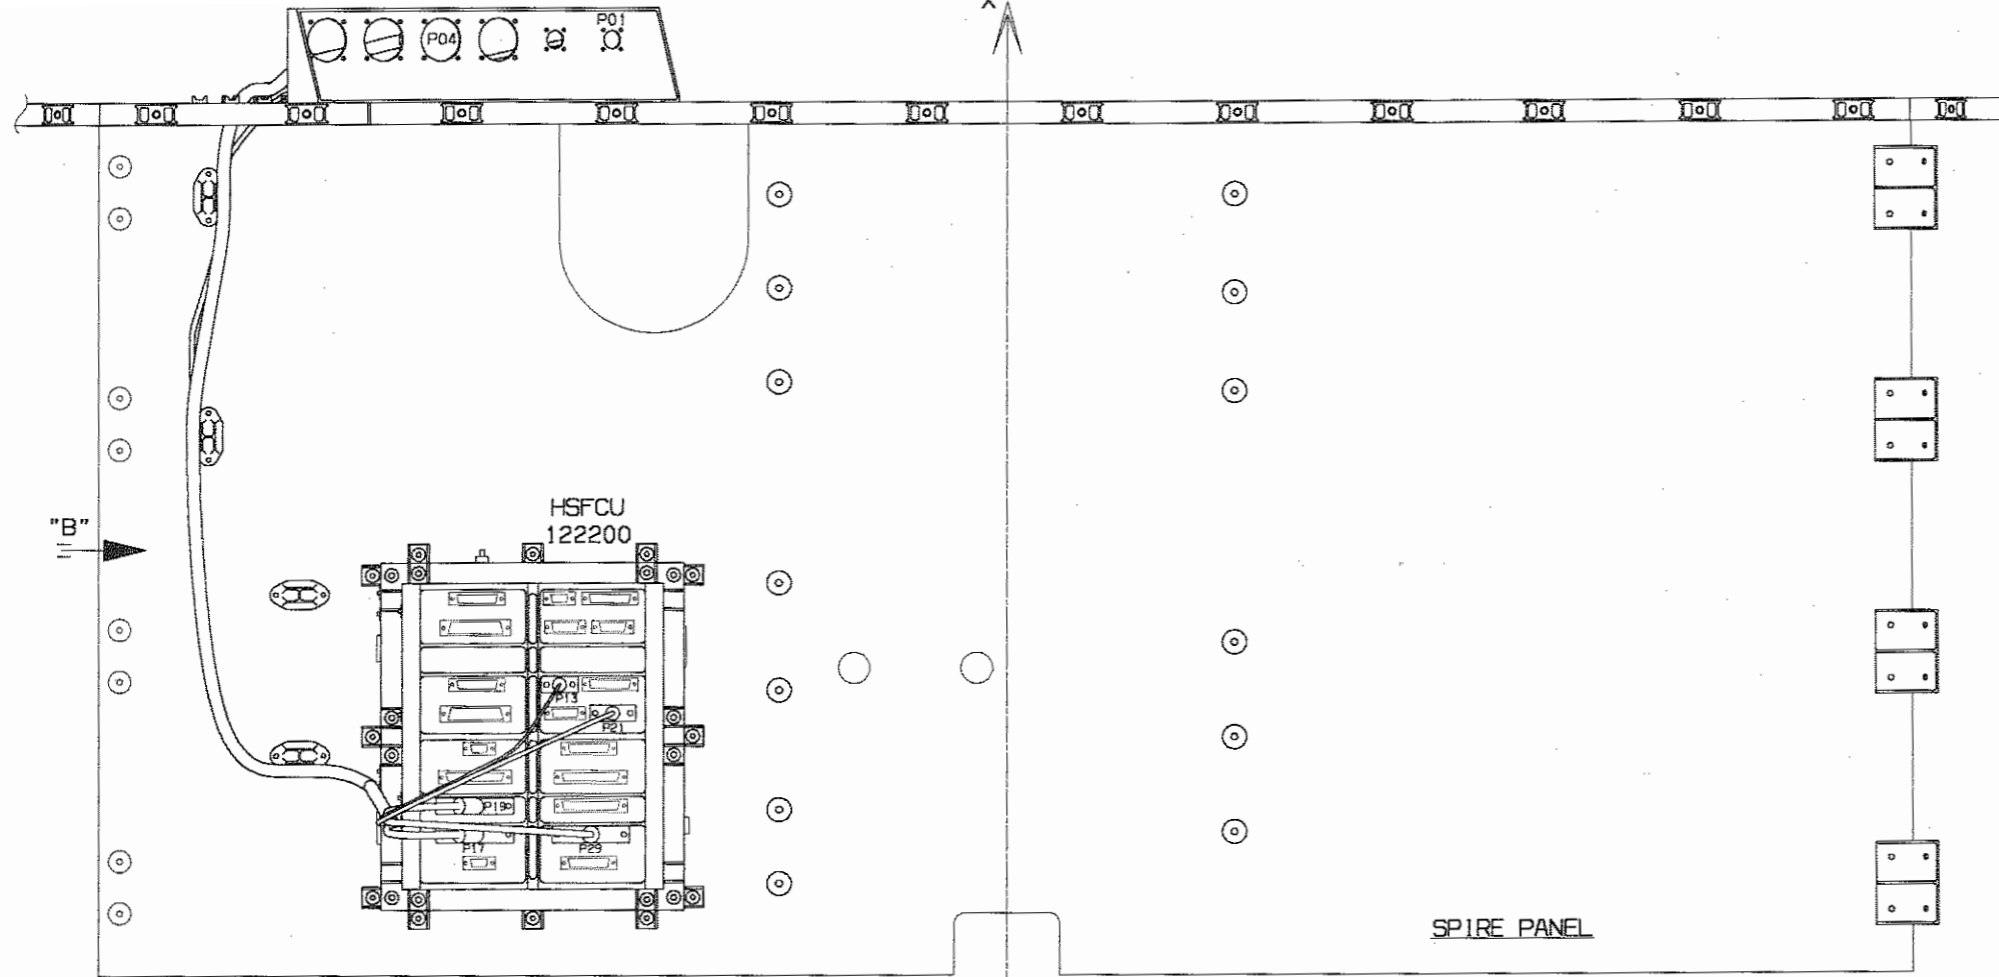 X
P01
P04
"B"
HSFCU
122200
P13
P21
P19
P17
P29
SPIRE PANEL